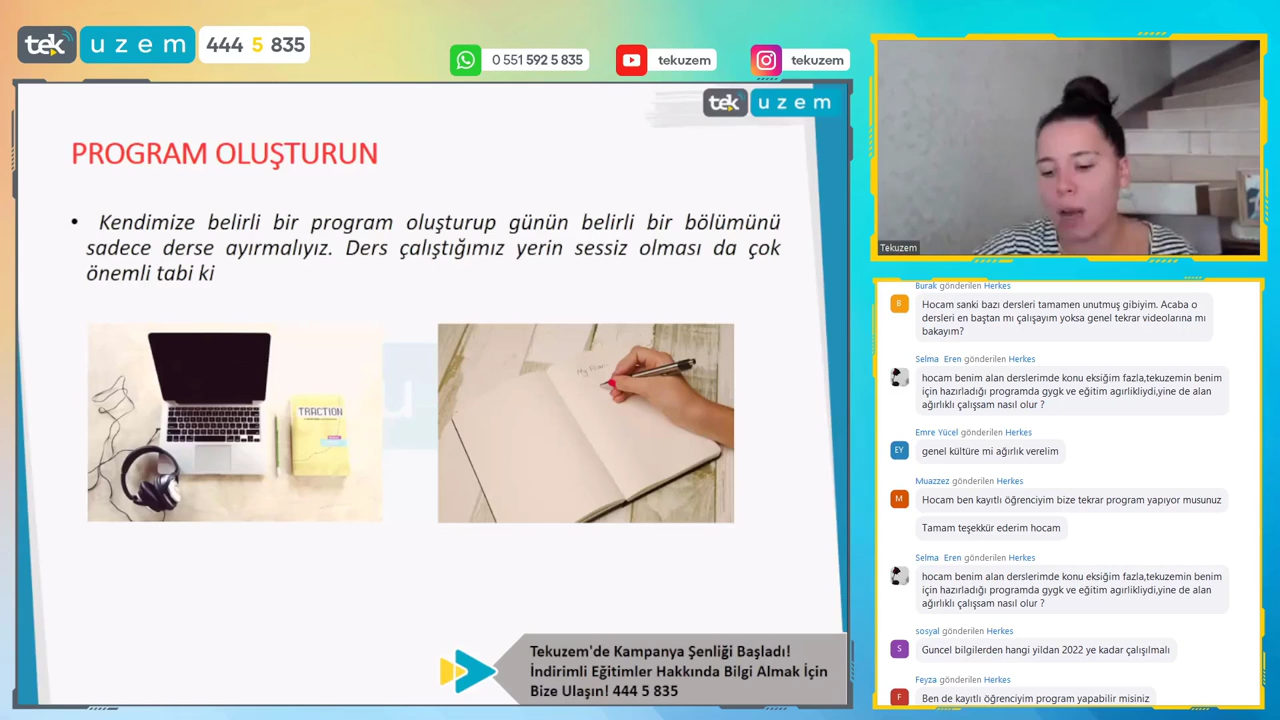 tek uzem 444 5 835
0 551 592 5 835
tekuzem
tekuzem
tek uzem
PROGRAM OLUŞTURUN
• Kendimize belirli bir program oluşturup günün belirli bir bölümünü
sadece derse ayırmalıyız. Ders çalıştığımız yerin sessiz olması da çok
önemli tabi ki
TRACTION
Tekuzem'de Kampanya Şenliği Başladı!
İndirimli Eğitimler Hakkında Bilgi Almak İçin
Bize Ulaşın! 444 5 835
Tekuzem
Burak gönderilen Herkes
B
Hocam sanki bazı dersleri tamamen unutmuş gibiyim. Acaba o
dersleri en baştan mı çalışayım yoksa genel tekrar videolarına mı
bakayım?
Selma Eren gönderilen Herkes
hocam benim alan derslerimde konu eksiğim fazla,tekuzemin benim
için hazırladığı programda gygk ve eğitim agırlikliydi,yine de alan
ağırlıklı çalışsam nasıl olur ?
Emre Yücel gönderilen Herkes
EY
genel kültüre mi ağırlık verelim
Muazzez gönderilen Herkes
M
Hocam ben kayıtlı öğrenciyim bize tekrar program yapıyor musunuz
Tamam teşekkür ederim hocam
Selma Eren gönderilen Herkes
hocam benim alan derslerimde konu eksiğim fazla,tekuzemin benim
için hazırladığı programda gygk ve eğitim agırlikliydi,yine de alan
ağırlıklı çalışsam nasıl olur ?
sosyal gönderilen Herkes
S
Guncel bilgilerden hangi yildan 2022 ye kadar çalışılmalı
Feyza gönderilen Herkes
F
Ben de kayıtlı öğrenciyim program yapabilir misiniz